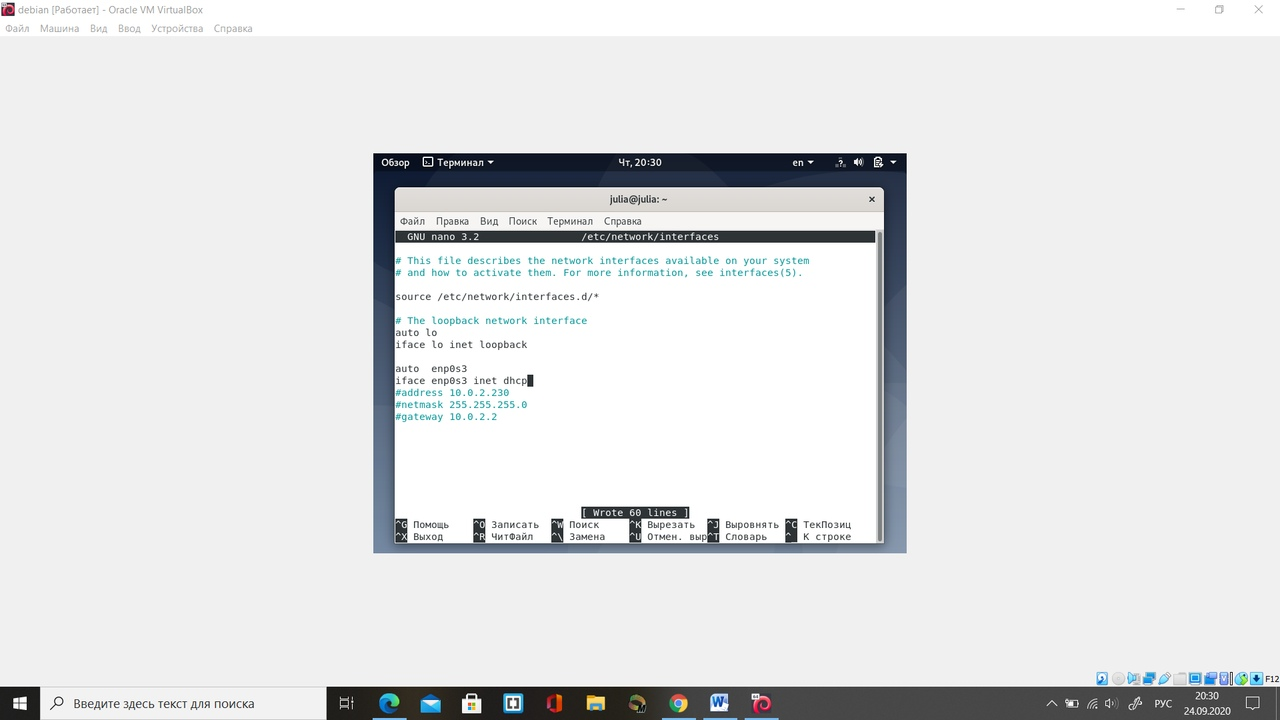 debian [Работает] - Oracle VM VirtualBox
Файл Машина Вид Ввод Устройства Справка
Обзор Терминал Чт, 20:30 en
julia@julia: ~
Файл Правка Вид Поиск Терминал Справка
GNU nano 3.2 /etc/network/interfaces
# This file describes the network interfaces available on your system
# and how to activate them. For more information, see interfaces(5).
source /etc/network/interfaces.d/*
# The loopback network interface
auto lo
iface lo inet loopback
auto  enp0s3
iface enp0s3 inet dhcp
#address 10.0.2.230
#netmask 255.255.255.0
#gateway 10.0.2.2
[ Wrote 60 lines ]
^G Помощь ^O Записать ^W Поиск ^K Вырезать ^J Выровнять ^C ТекПозиц
^X Выход ^R ЧитФайл ^\ Замена ^U Отмен. выр^T Словарь ^_ К строке
F12
Введите здесь текст для поиска
РУС
20:30
24.09.2020